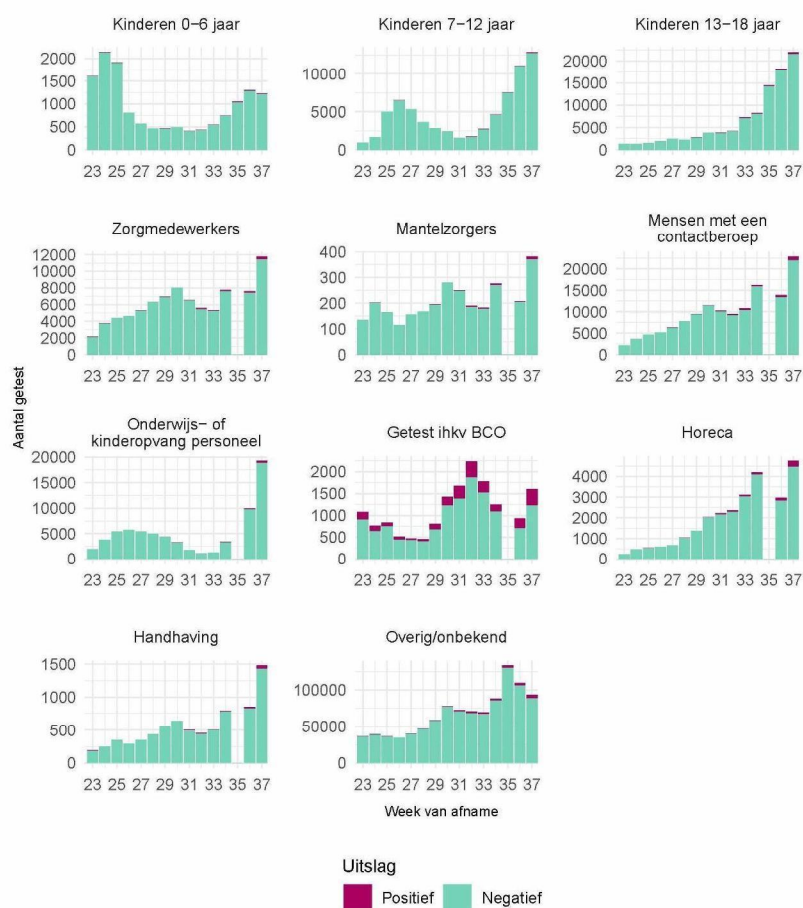 Kinderen 0–6 jaar
Kinderen 7–12 jaar
Kinderen 13–18 jaar
2000
1500
1000
500
0
23 25 27 29 31 33 35 37
10000
5000
0
23 25 27 29 31 33 35 37
20000
15000
10000
5000
0
23 25 27 29 31 33 35 37
Zorgmedewerkers
Mantelzorgers
Mensen met een
contactberoep
12000
10000
8000
6000
4000
2000
0
23 25 27 29 31 33 35 37
400
300
200
100
0
23 25 27 29 31 33 35 37
20000
15000
10000
5000
0
23 25 27 29 31 33 35 37
Aantal getest
Onderwijs– of
kinderopvang personeel
Getest ihkv BCO
Horeca
20000
15000
10000
5000
0
23 25 27 29 31 33 35 37
2000
1500
1000
500
0
23 25 27 29 31 33 35 37
4000
3000
2000
1000
0
23 25 27 29 31 33 35 37
Handhaving
Overig/onbekend
1500
1000
500
0
23 25 27 29 31 33 35 37
100000
50000
0
23 25 27 29 31 33 35 37
Week van afname
Uitslag
Positief Negatief